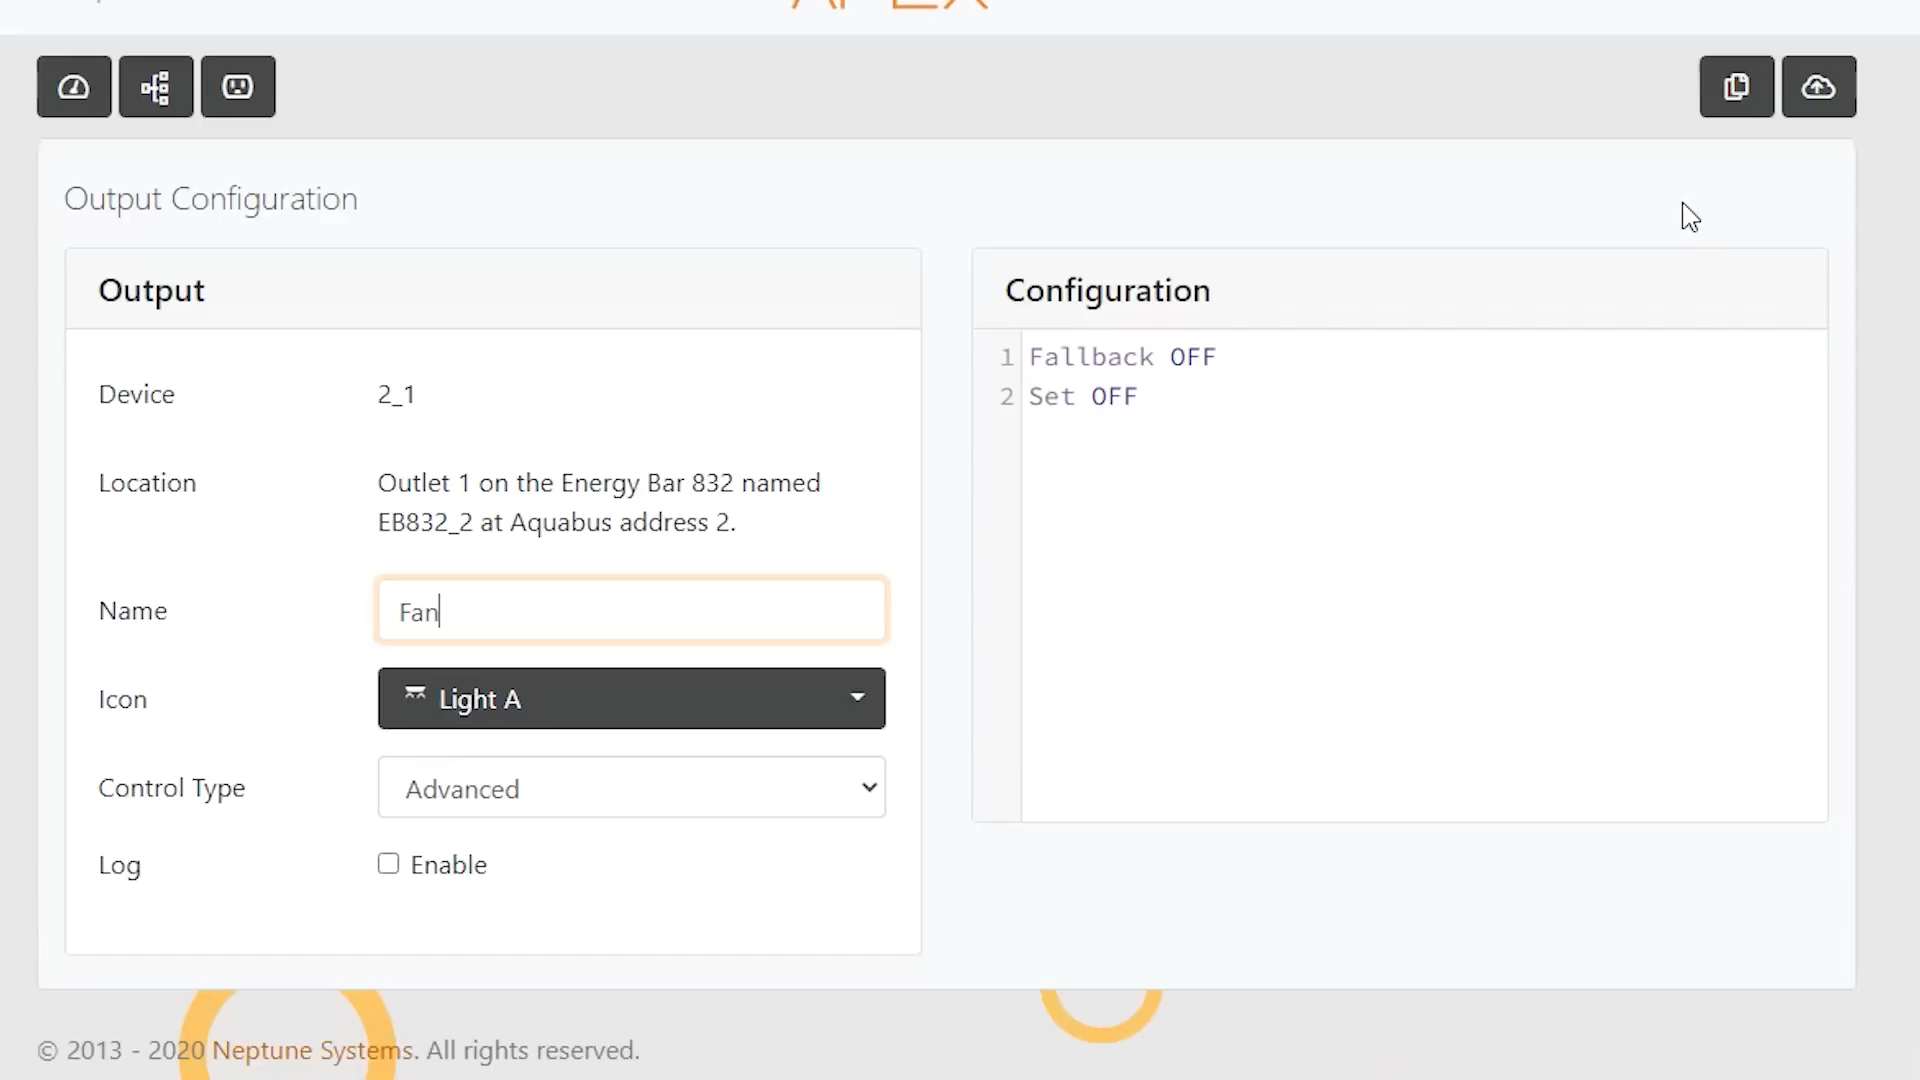 Output Configuration
Output
Configuration
Device
2_1
Location
Outlet 1 on the Energy Bar 832 named
EB832_2 at Aquabus address 2.
Name
Fan
Icon
Light A
Control Type
Advanced
Log
Enable
1 Fallback OFF
2 Set OFF
© 2013 - 2020 Neptune Systems. All rights reserved.